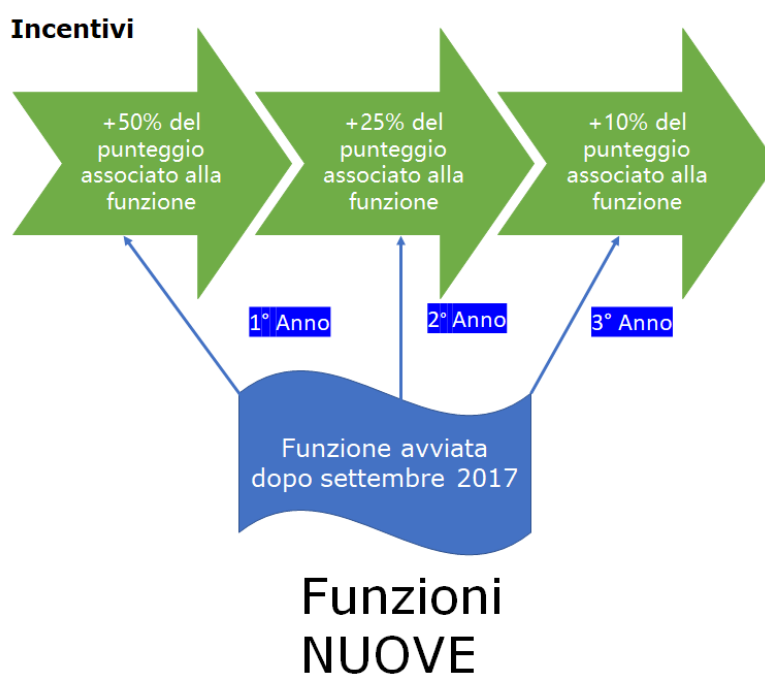 Incentivi
+50% del
punteggio
associato alla
funzione
+25% del
punteggio
associato alla
funzione
+10% del
punteggio
associato alla
funzione
1° Anno
2° Anno
3° Anno
Funzione avviata
dopo settembre 2017
Funzioni
NUOVE